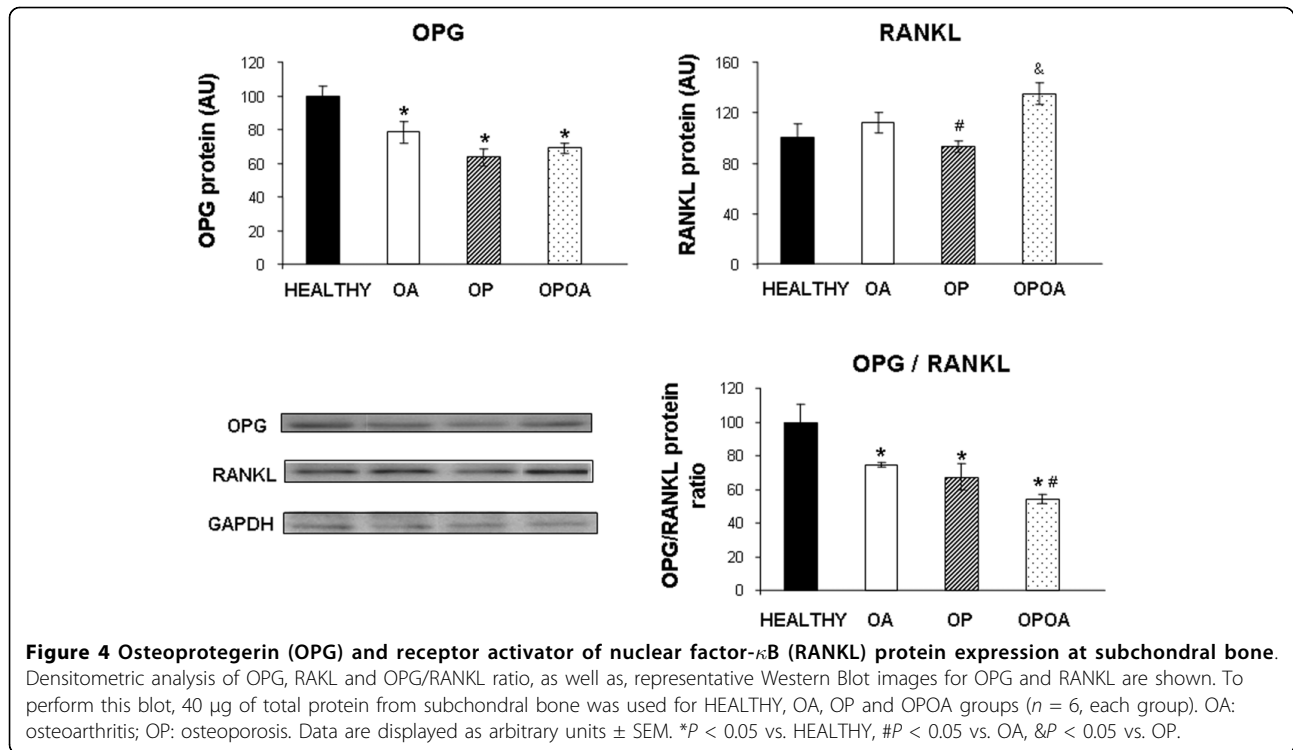 OPG
OPG protein (AU)
120
100
80
60
40
20
0
*
*
*
HEALTHY OA OP OPOA
RANKL
RANKL protein (AU)
160
120
80
40
0
#
&
HEALTHY OA OP OPOA
OPG
RANKL
GAPDH
OPG / RANKL
OPG/RANKL protein
ratio
120
100
80
60
40
20
0
*
*
* #
HEALTHY OA OP OPOA
Figure 4 Osteoprotegerin (OPG) and receptor activator of nuclear factor-κB (RANKL) protein expression at subchondral bone.
Densitometric analysis of OPG, RAKL and OPG/RANKL ratio, as well as, representative Western Blot images for OPG and RANKL are shown. To
perform this blot, 40 μg of total protein from subchondral bone was used for HEALTHY, OA, OP and OPOA groups (n = 6, each group). OA:
osteoarthritis; OP: osteoporosis. Data are displayed as arbitrary units ± SEM. *P < 0.05 vs. HEALTHY, #P < 0.05 vs. OA, &P < 0.05 vs. OP.